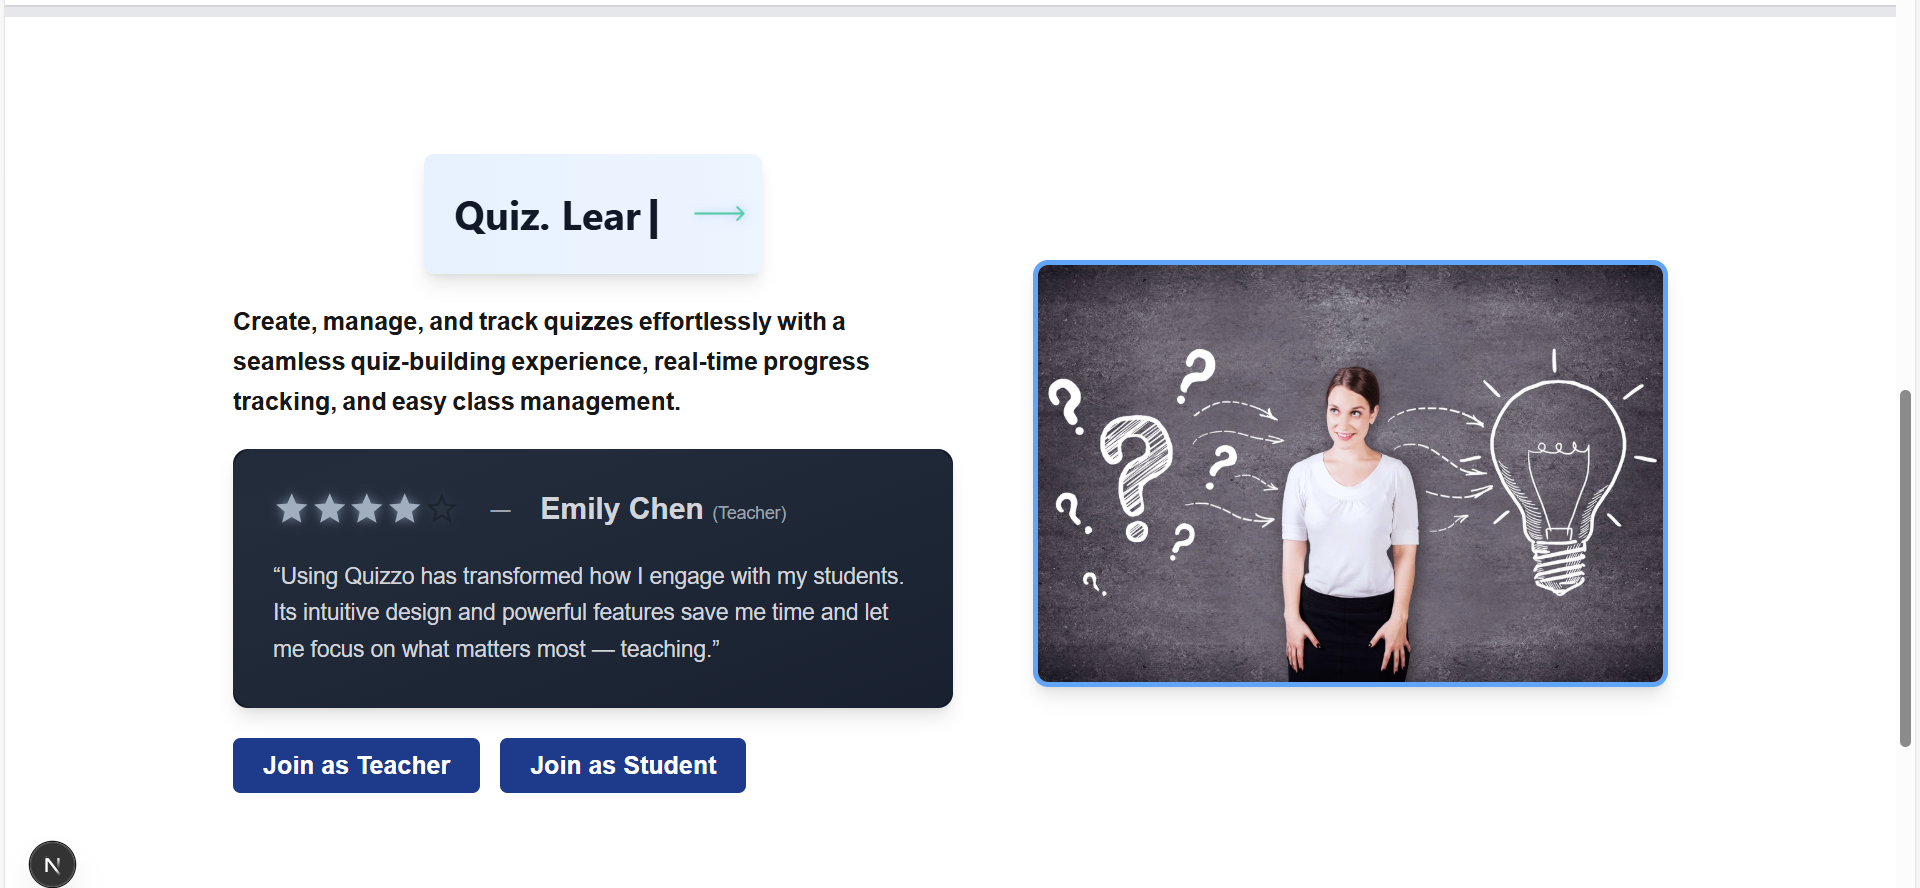 Quiz. Lear|
Create, manage, and track quizzes effortlessly with a
seamless quiz-building experience, real-time progress
tracking, and easy class management.
— Emily Chen (Teacher)
“Using Quizzo has transformed how I engage with my students.
Its intuitive design and powerful features save me time and let
me focus on what matters most — teaching.”
Join as Teacher
Join as Student
? ? ? ? ? ? ?
N